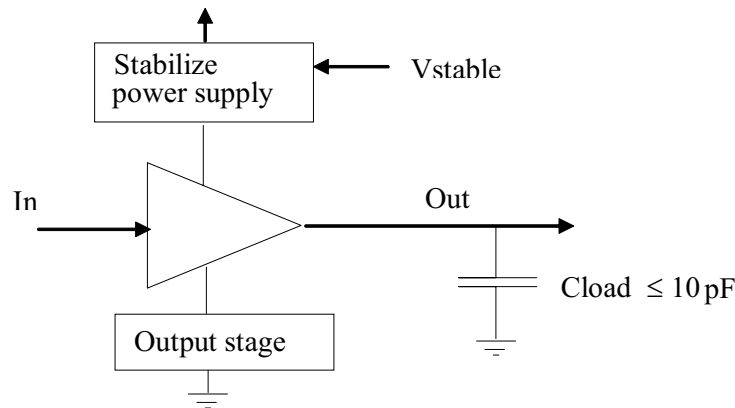 Stabilize
power supply
Vstable
In
Out
Cload ≤ 10 pF
Output stage